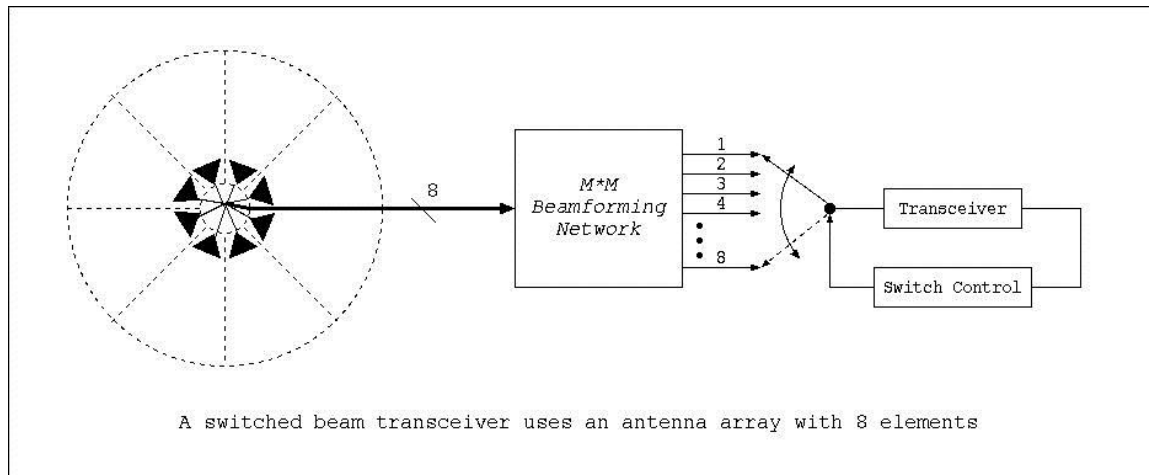 8
M*M
Beamforming
Network
1
2
3
4
8
Transceiver
Switch Control
A switched beam transceiver uses an antenna array with 8 elements